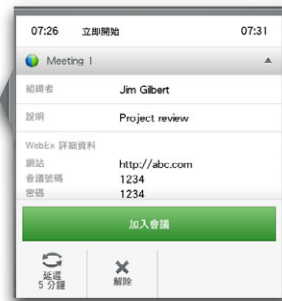 07:26 立即開始 07:31
Meeting 1
組織者 Jim Gilbert
說明 Project review
WebEx 詳細資料
網站 http://abc.com
會議號碼 1234
密碼 1234
加入會議
延遲
5 分鐘
解除